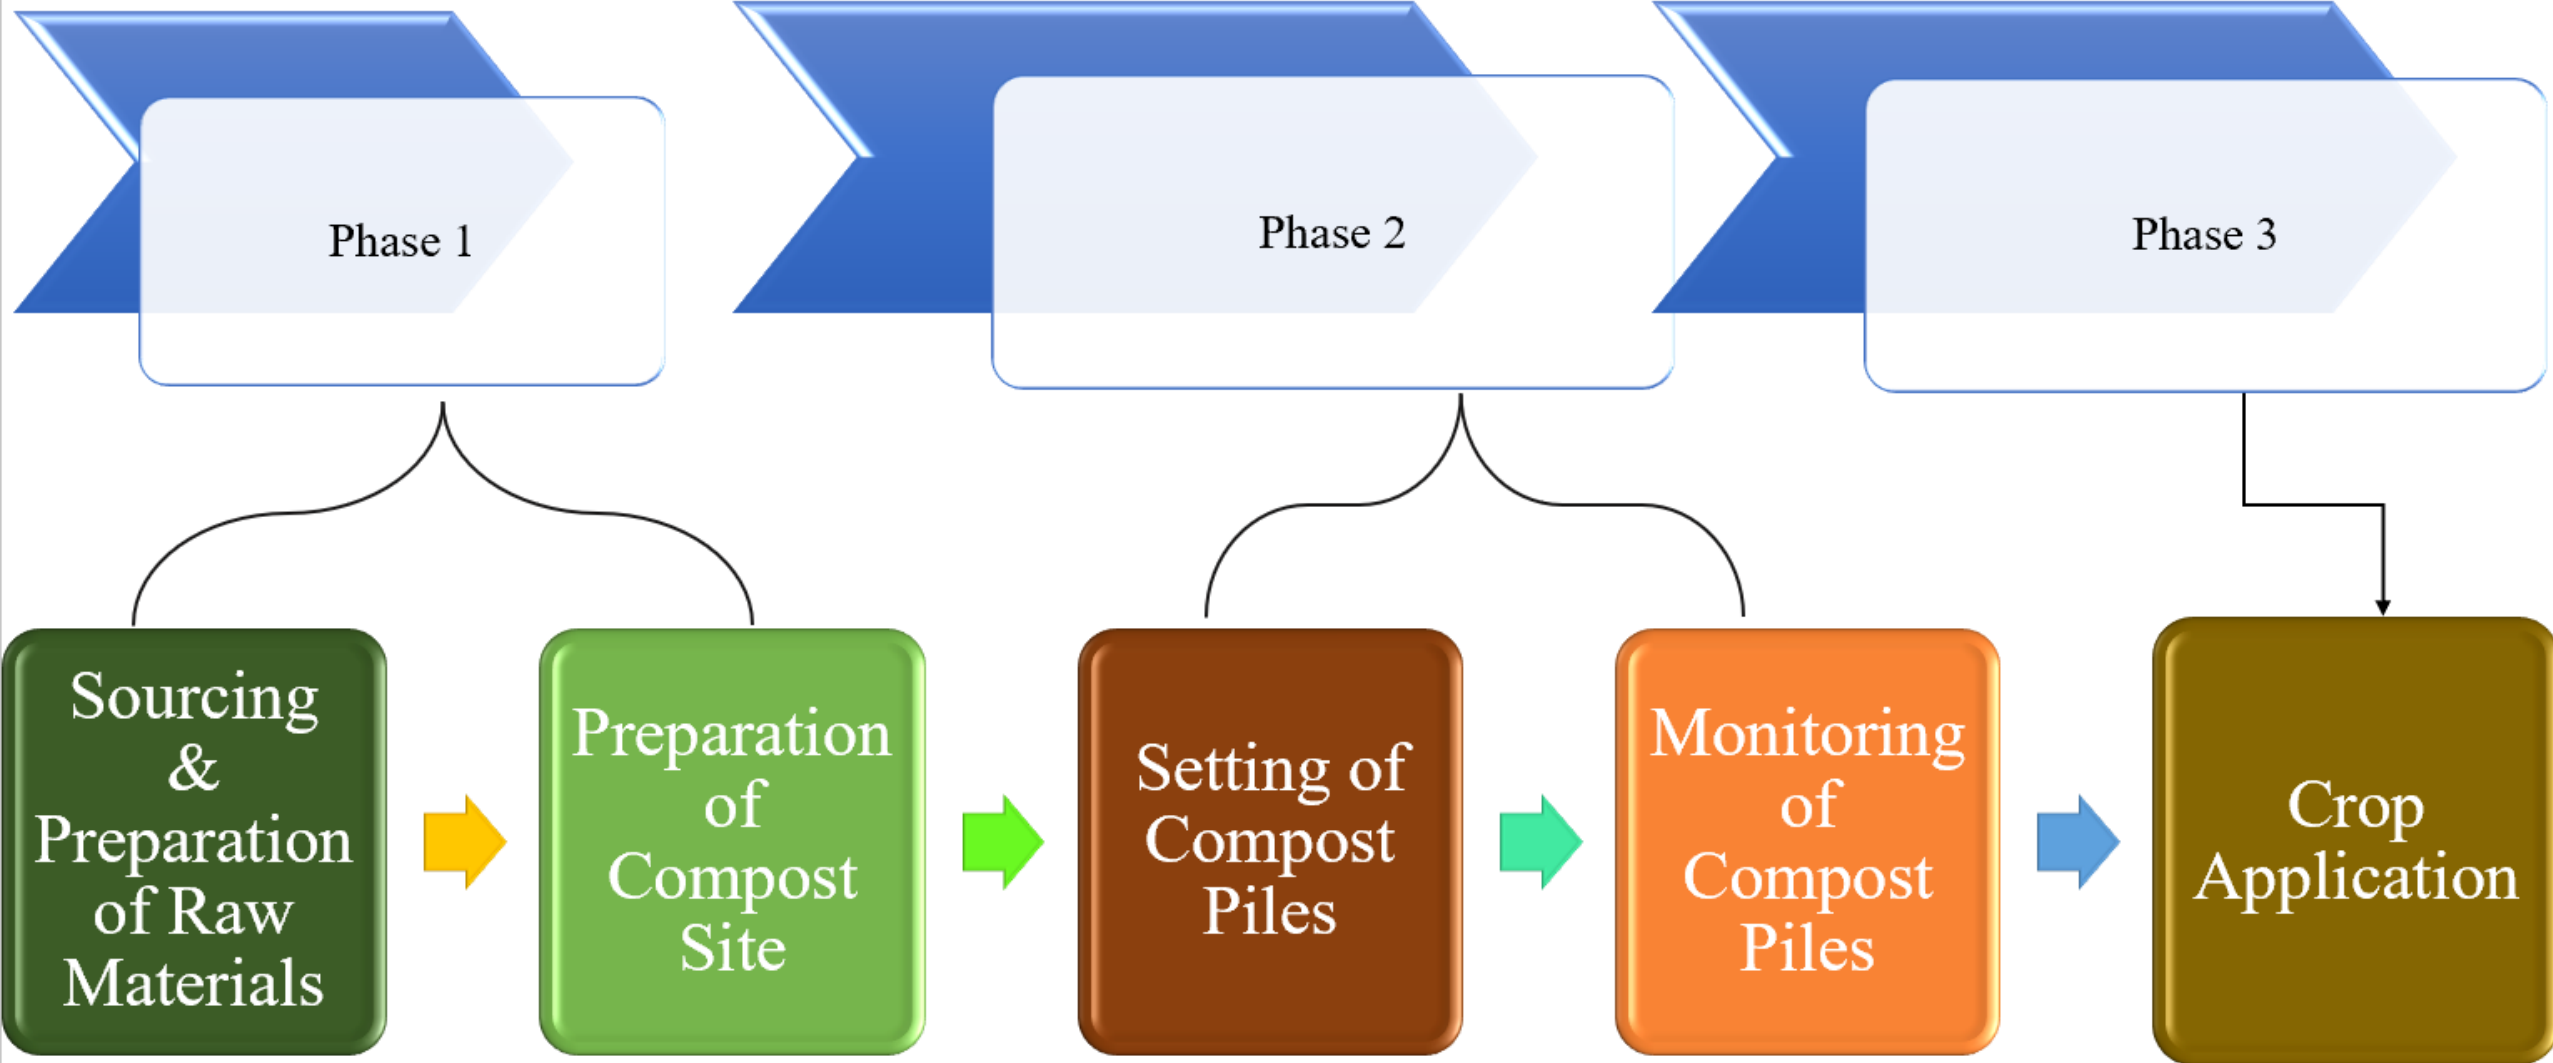 Phase 1
Phase 2
Phase 3
Sourcing
&
Preparation
of Raw
Materials
Preparation
of
Compost
Site
Setting of
Compost
Piles
Monitoring
of
Compost
Piles
Crop
Application